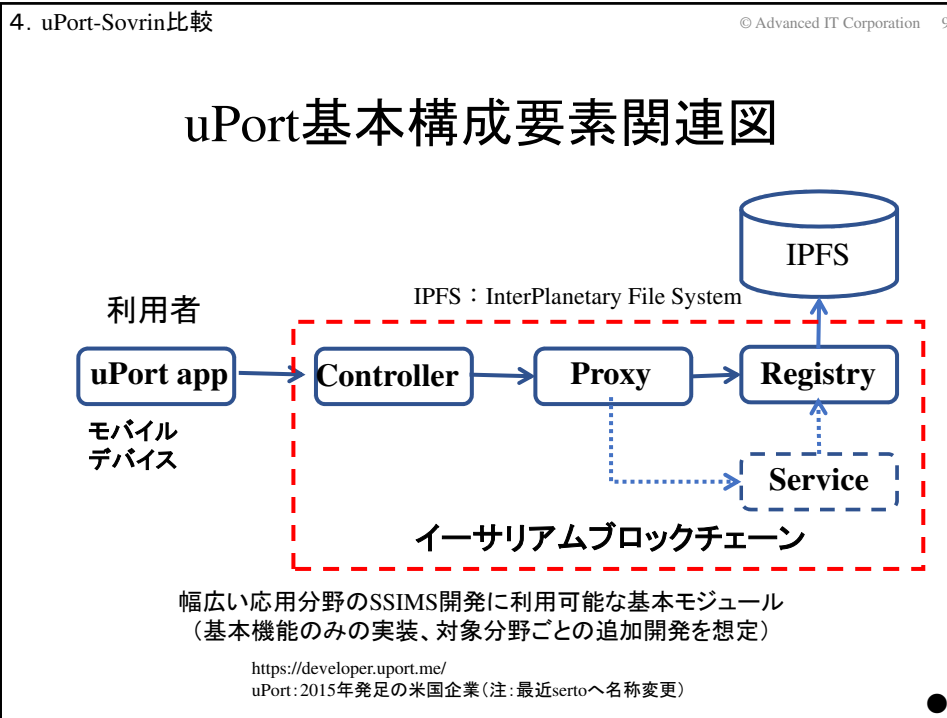 4. uPort-Sovrin比較
© Advanced IT Corporation 9
uPort基本構成要素関連図
IPFS
IPFS：InterPlanetary File System
利用者
uPort app
Controller
Proxy
Registry
モバイル
デバイス
Service
イーサリアムブロックチェーン
幅広い応用分野のSSIMS開発に利用可能な基本モジュール
（基本機能のみの実装、対象分野ごとの追加開発を想定）
https://developer.uport.me/
uPort：2015年発足の米国企業（注：最近sertoへ名称変更）